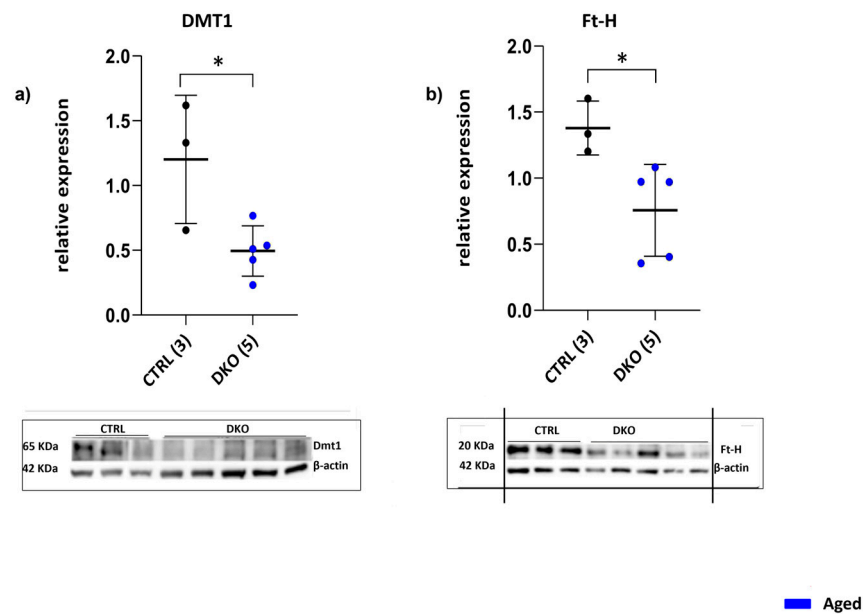 DMT1
a)
relative expression
2.0
*
1.5
1.0
0.5
0.0
CTRL (3)
DKO (5)
CTRL DKO
65 KDa Dmt1
42 KDa β-actin
Ft-H
b)
relative expression
2.0
*
1.5
1.0
0.5
0.0
CTRL (3)
DKO (5)
CTRL DKO
20 KDa Ft-H
42 KDa β-actin
Aged